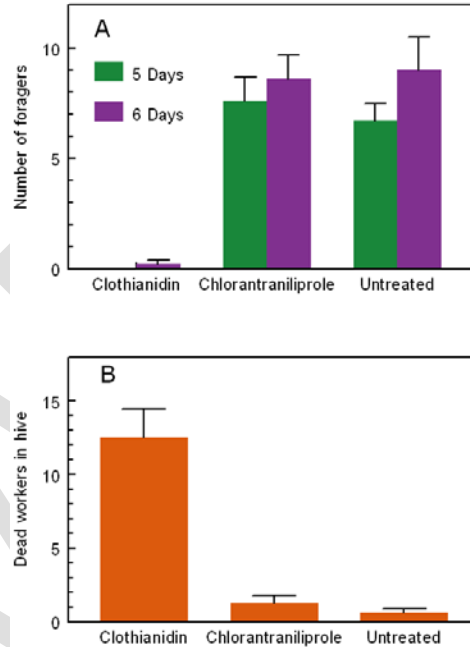 A
Number of foragers
10
5
0
5 Days
6 Days
Clothianidin Chlorantraniliprole Untreated
B
Dead workers in hive
15
10
5
0
Clothianidin Chlorantraniliprole Untreated